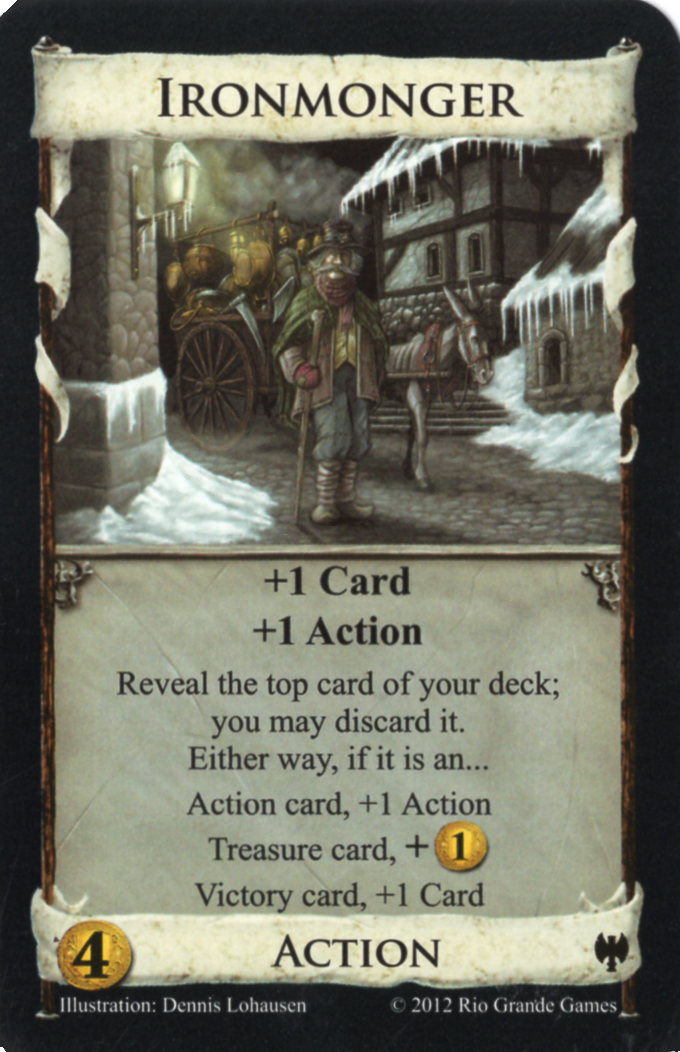 IRONMONGER
+1 Card
+1 Action
Reveal the top card of your deck;
you may discard it.
Either way, if it is an...
Action card, +1 Action
Treasure card, +1
Victory card, +1 Card
4 ACTION
Illustration: Dennis Lohausen © 2012 Rio Grande Games